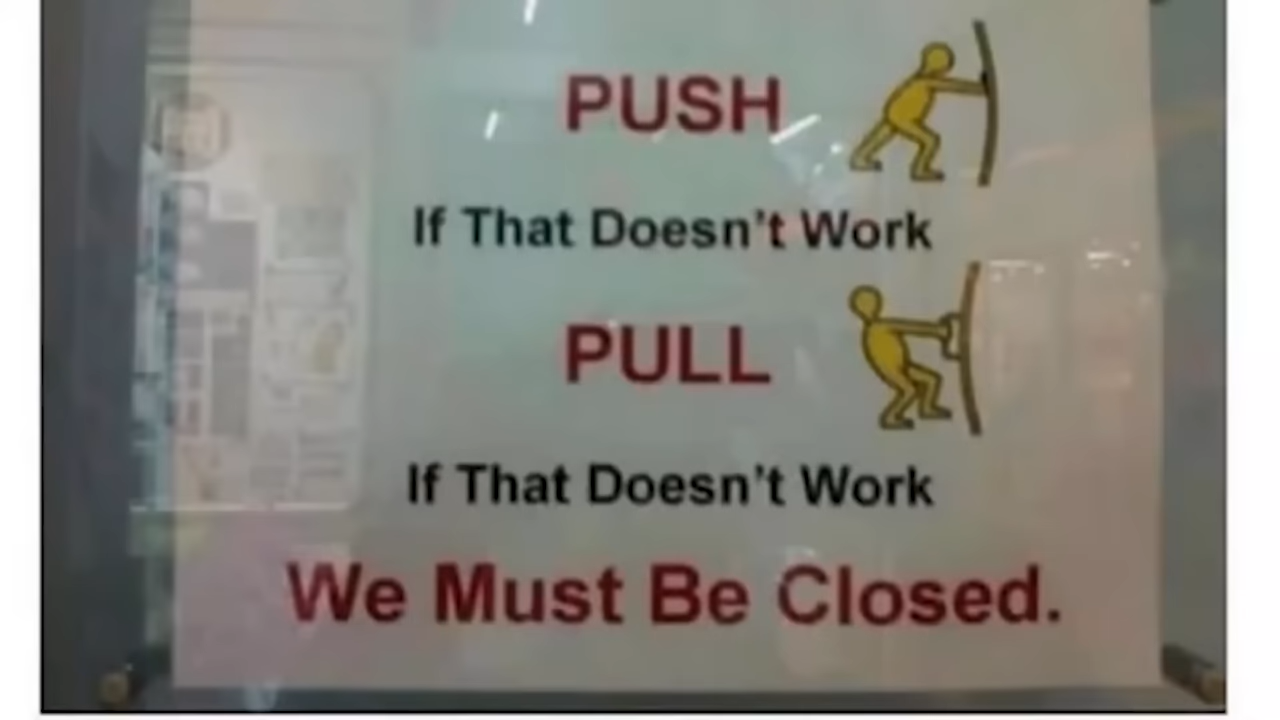 PUSH
If That Doesn't Work
PULL
If That Doesn't Work
We Must Be Closed.